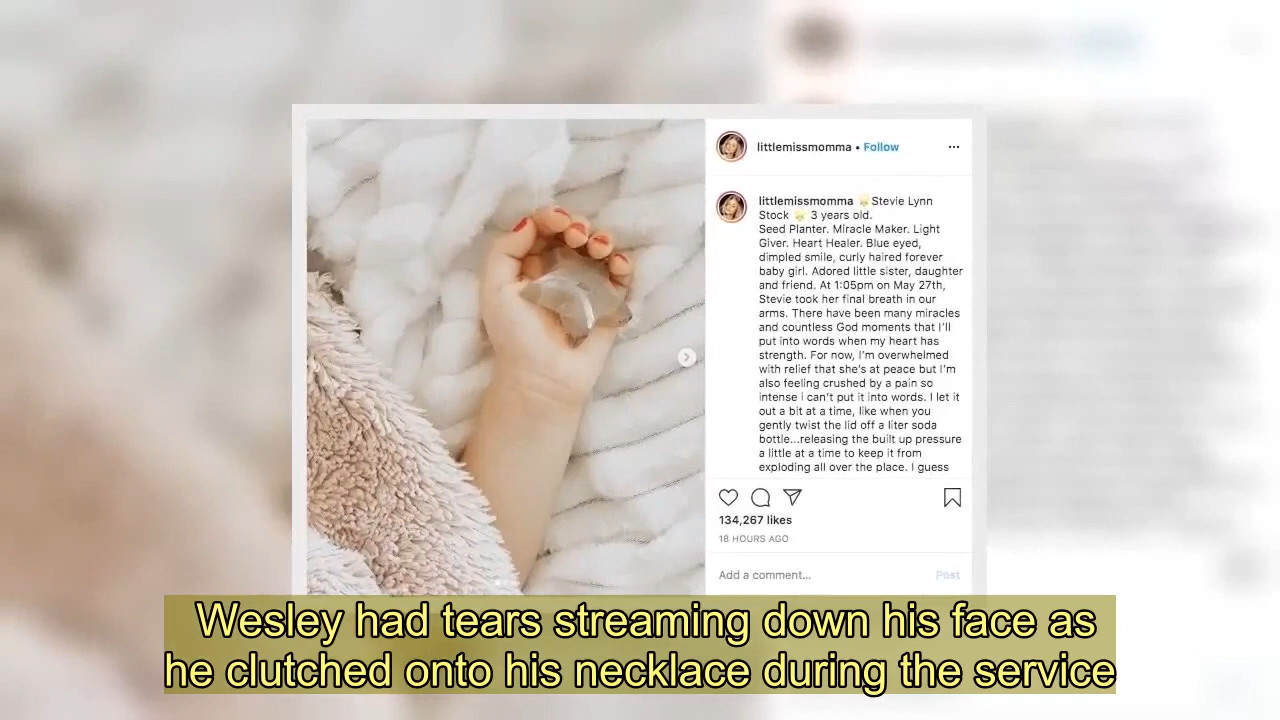 littlemissmomma • Follow
littlemissmomma Stevie Lynn
Stock 3 years old.
Seed Planter. Miracle Maker. Light
Giver. Heart Healer. Blue eyed,
dimpled smile, curly haired forever
baby girl. Adored little sister, daughter
and friend. At 1:05pm on May 27th,
Stevie took her final breath in our
arms. There have been many miracles
and countless God moments that I'll
put into words when my heart has
strength. For now, I'm overwhelmed
with relief that she's at peace but I'm
also feeling crushed by a pain so
intense i can't put it into words. I let it
out a bit at a time, like when you
gently twist the lid off a liter soda
bottle...releasing the built up pressure
a little at a time to keep it from
exploding all over the place. I guess
134,267 likes
18 HOURS AGO
Add a comment... Post
Wesley had tears streaming down his face as
he clutched onto his necklace during the service